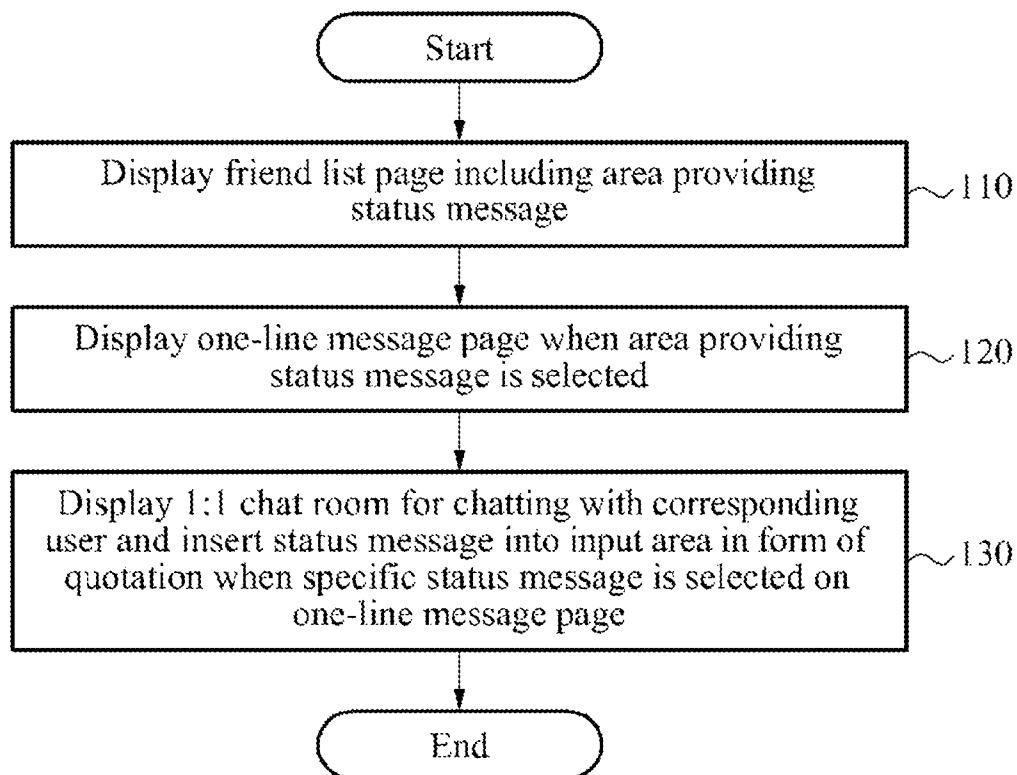 Start
Display friend list page including area providing
status message
110
Display one-line message page when area providing
status message is selected
120
Display 1:1 chat room for chatting with corresponding
user and insert status message into input area in form of
quotation when specific status message is selected on
one-line message page
130
End